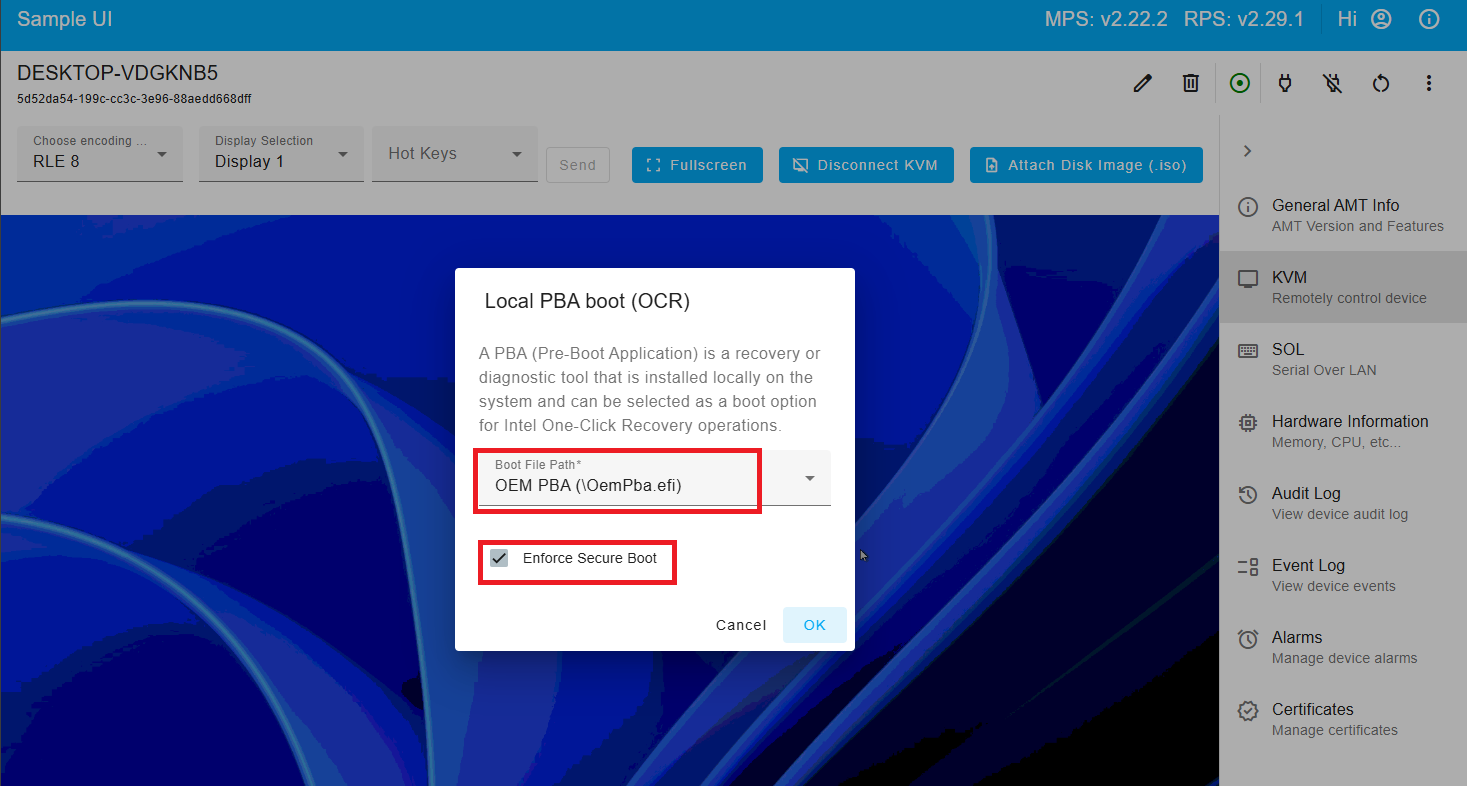 Sample UI
MPS: v2.22.2 RPS: v2.29.1 Hi
DESKTOP-VDGKNB5
5d52da54-199c-cc3c-3e96-88aedd668dff
Choose encoding ...
RLE 8
Display Selection
Display 1
Hot Keys
Send
Fullscreen
Disconnect KVM
Attach Disk Image (.iso)
Local PBA boot (OCR)
A PBA (Pre-Boot Application) is a recovery or
diagnostic tool that is installed locally on the
system and can be selected as a boot option
for Intel One-Click Recovery operations.
Boot File Path*
OEM PBA (\OemPba.efi)
Enforce Secure Boot
Cancel
OK
General AMT Info
AMT Version and Features
KVM
Remotely control device
SOL
Serial Over LAN
Hardware Information
Memory, CPU, etc...
Audit Log
View device audit log
Event Log
View device events
Alarms
Manage device alarms
Certificates
Manage certificates